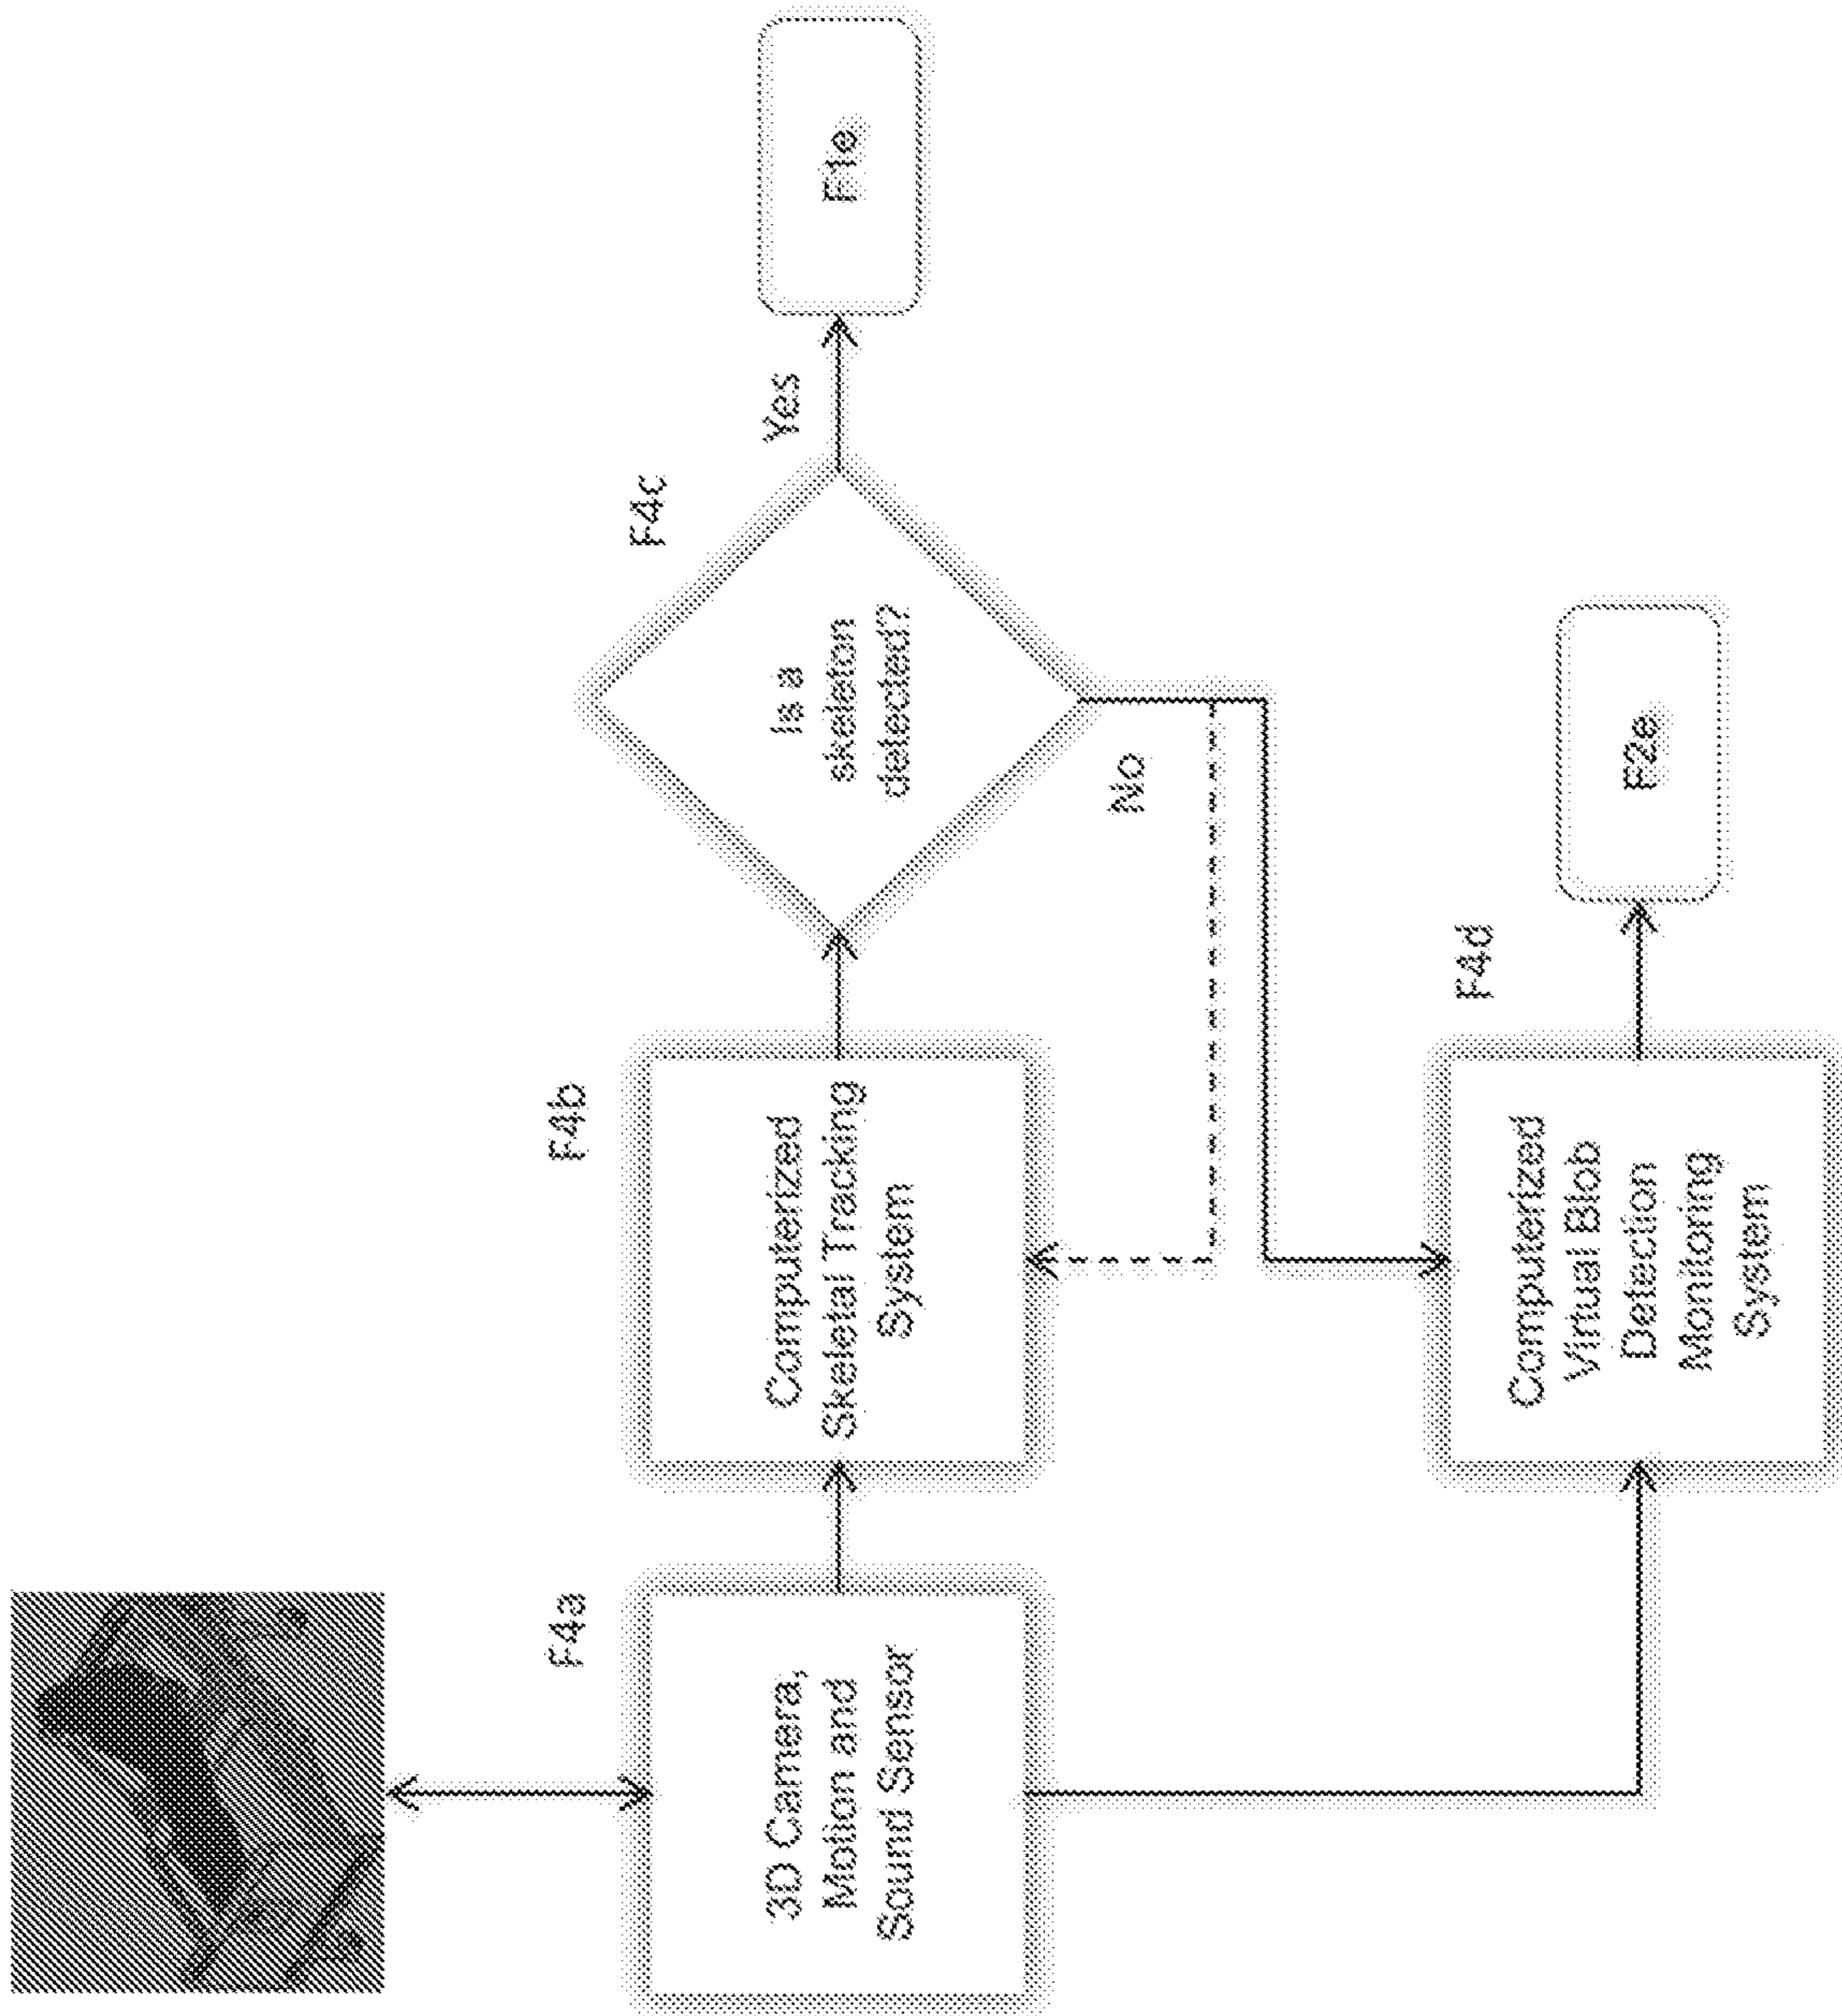 F4a
3D Camera,
Motion and
Sound Sensor
F4b
Computerized
Skeletal Tracking
System
F4c
Is a
skeleton
detected?
Yes
F1e
No
F4d
Computerized
Virtual Blob
Detection
Monitoring
System
F2e